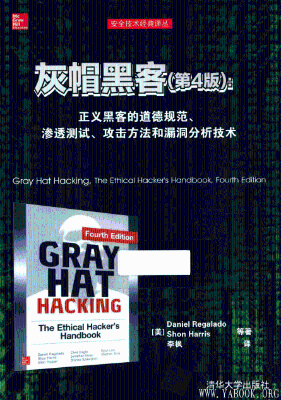 Mc
Graw
Hill
Education
安全技术经典译丛
灰帽黑客(第4版):
正义黑客的道德规范、
渗透测试、攻击方法和漏洞分析技术
Gray Hat Hacking, The Ethical Hacker's Handbook, Fourth Edition
Fourth Edition
GRAY
HAT
HACKING
The Ethical Hacker's
Handbook
[美] Daniel Regalado 等著
Shon Harris
李枫 译
清华大学出版社
WWW.YABOOK.ORG